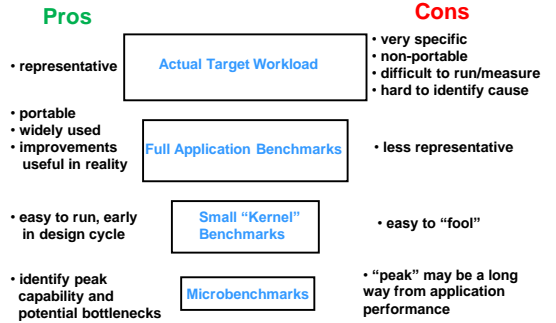 Pros
Cons
• representative
Actual Target Workload
• very specific
• non-portable
• difficult to run/measure
• hard to identify cause
• portable
• widely used
• improvements
useful in reality
Full Application Benchmarks
• less representative
• easy to run, early
in design cycle
Small “Kernel”
Benchmarks
• easy to “fool”
• identify peak
capability and
potential bottlenecks
Microbenchmarks
• “peak” may be a long
way from application
performance